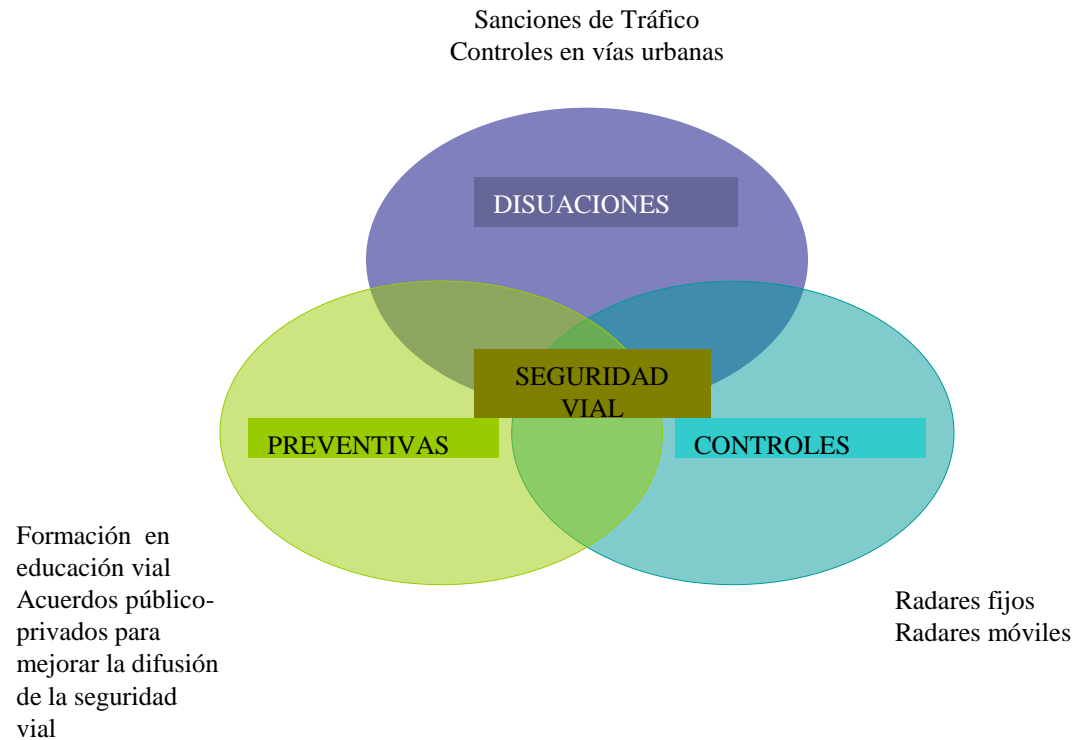 Sanciones de Tráfico
Controles en vías urbanas
DISUACIONES
SEGURIDAD
VIAL
PREVENTIVAS
CONTROLES
Formación en
educación vial
Acuerdos público-
privados para
mejorar la difusión
de la seguridad
vial
Radares fijos
Radares móviles